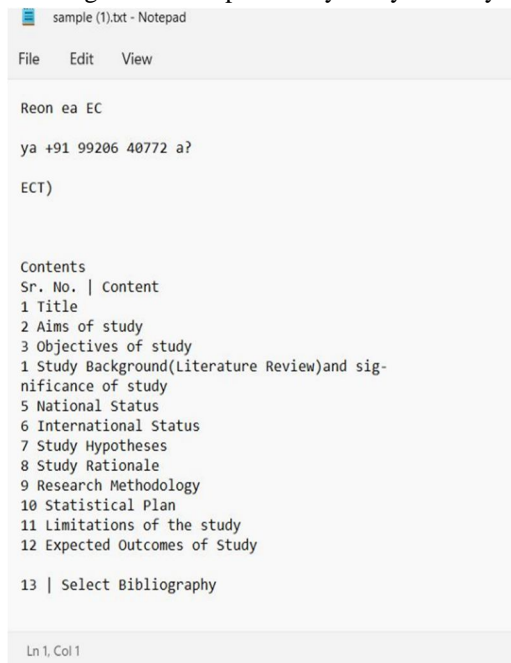 sample (1).txt - Notepad
File Edit View
Reon ea EC
ya +91 99206 40772 a?
ECT)
Contents
Sr. No. | Content
1 Title
2 Aims of study
3 Objectives of study
1 Study Background(Literature Review)and sig-
nificance of study
5 National Status
6 International Status
7 Study Hypotheses
8 Study Rationale
9 Research Methodology
10 Statistical Plan
11 Limitations of the study
12 Expected Outcomes of Study
13 | Select Bibliography
Ln 1, Col 1